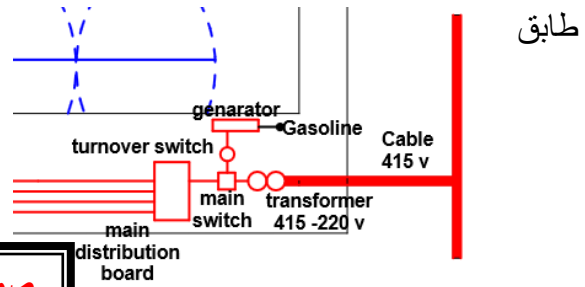 طابق
genarator
Gasoline
turnover switch
Cable
415 v
main
switch
transformer
415 -220 v
main
distribution
board